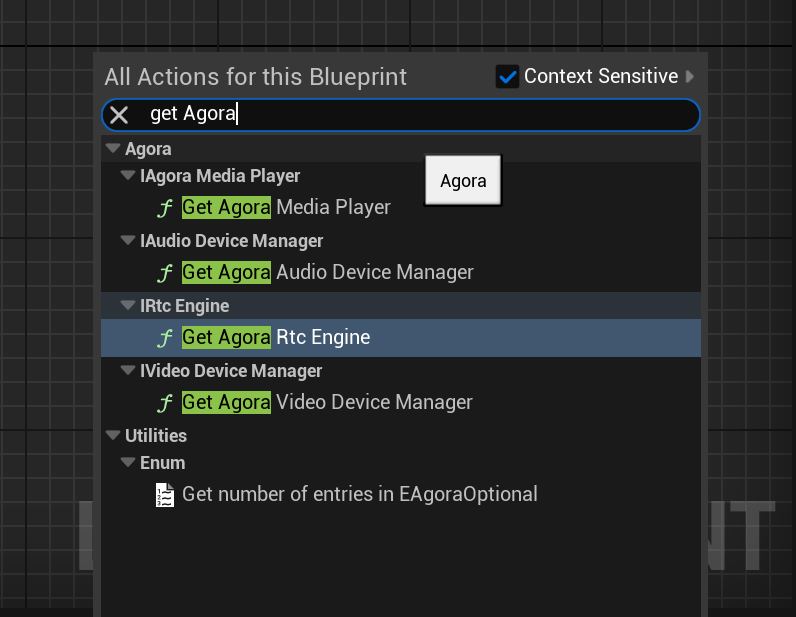 All Actions for this Blueprint
Context Sensitive
get Agora
Agora
Agora
IAgora Media Player
Get Agora Media Player
IAudio Device Manager
Get Agora Audio Device Manager
IRtc Engine
Get Agora Rtc Engine
IVideo Device Manager
Get Agora Video Device Manager
Utilities
Enum
Get number of entries in EAgoraOptional